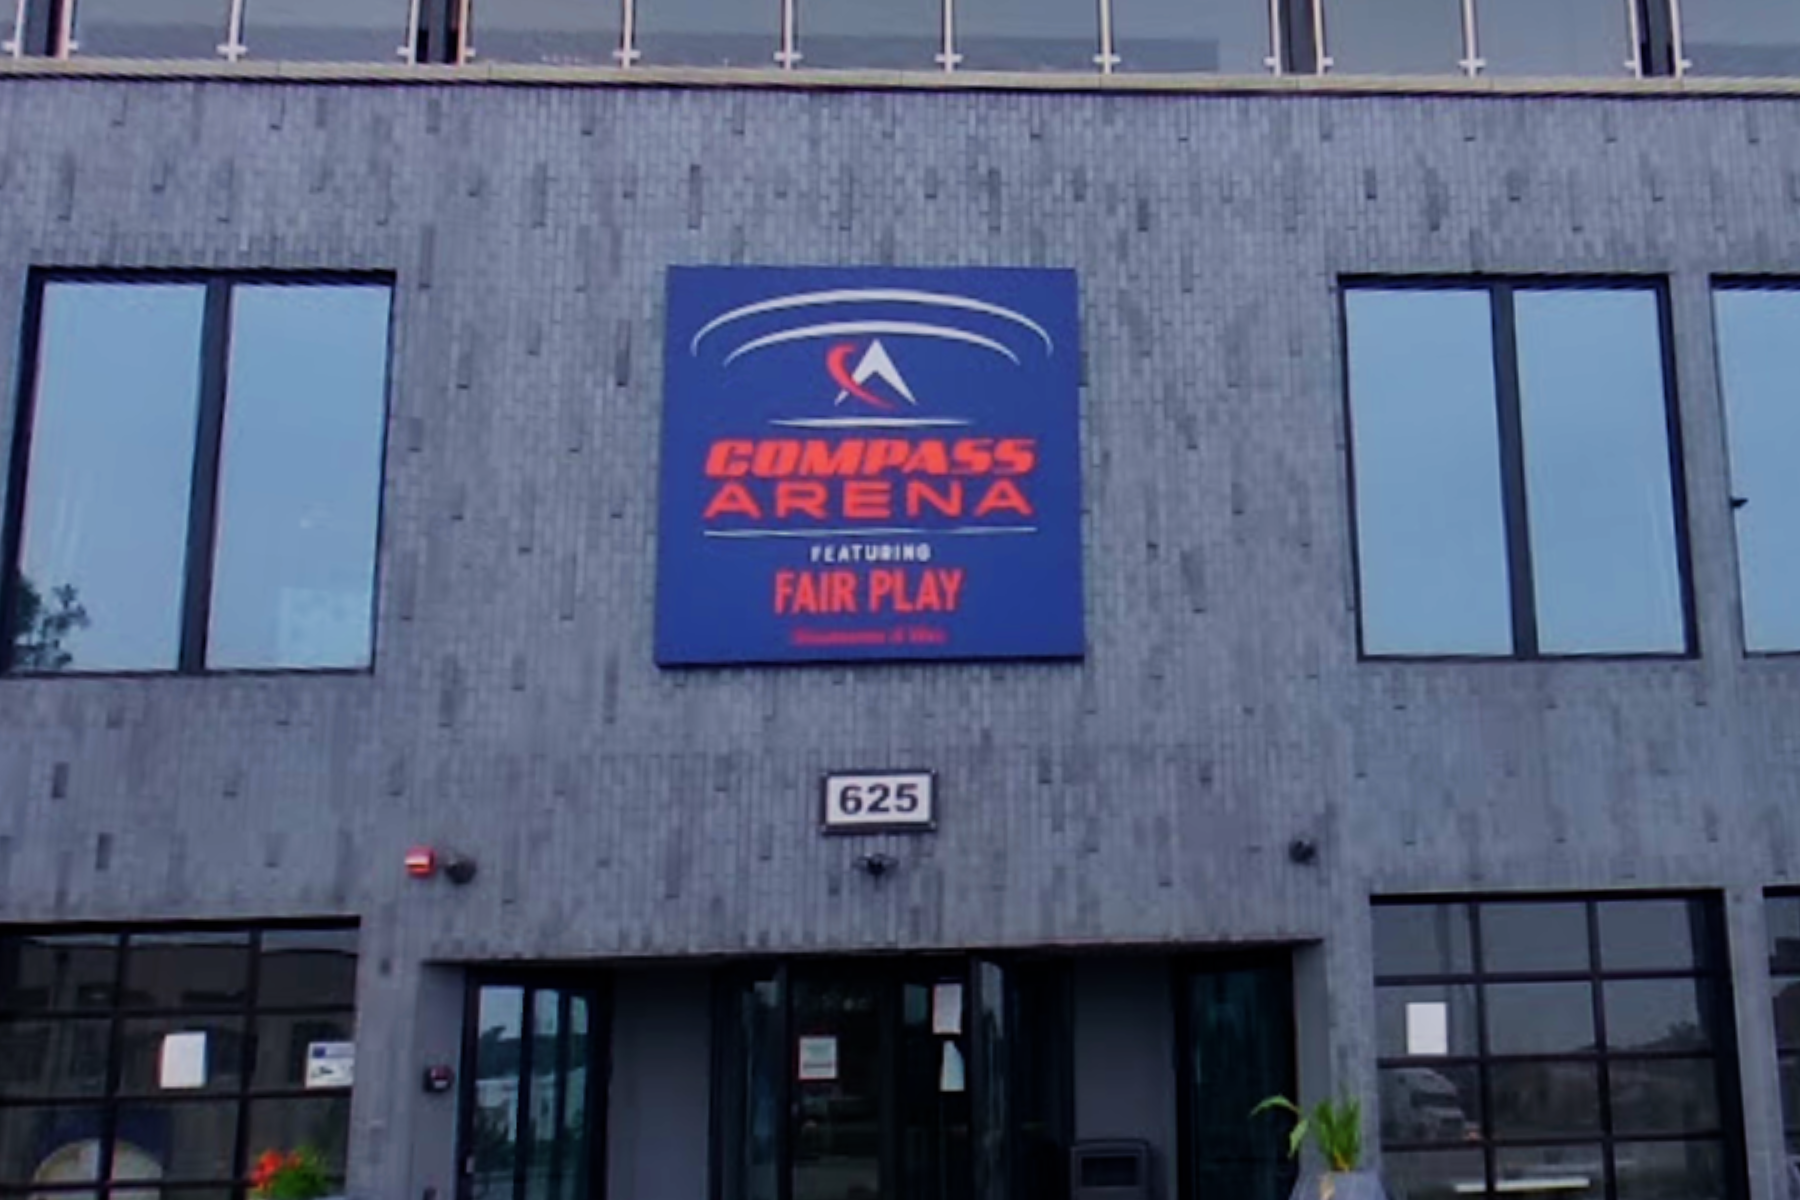 COMPASS
ARENA
FEATURING
FAIR PLAY
625